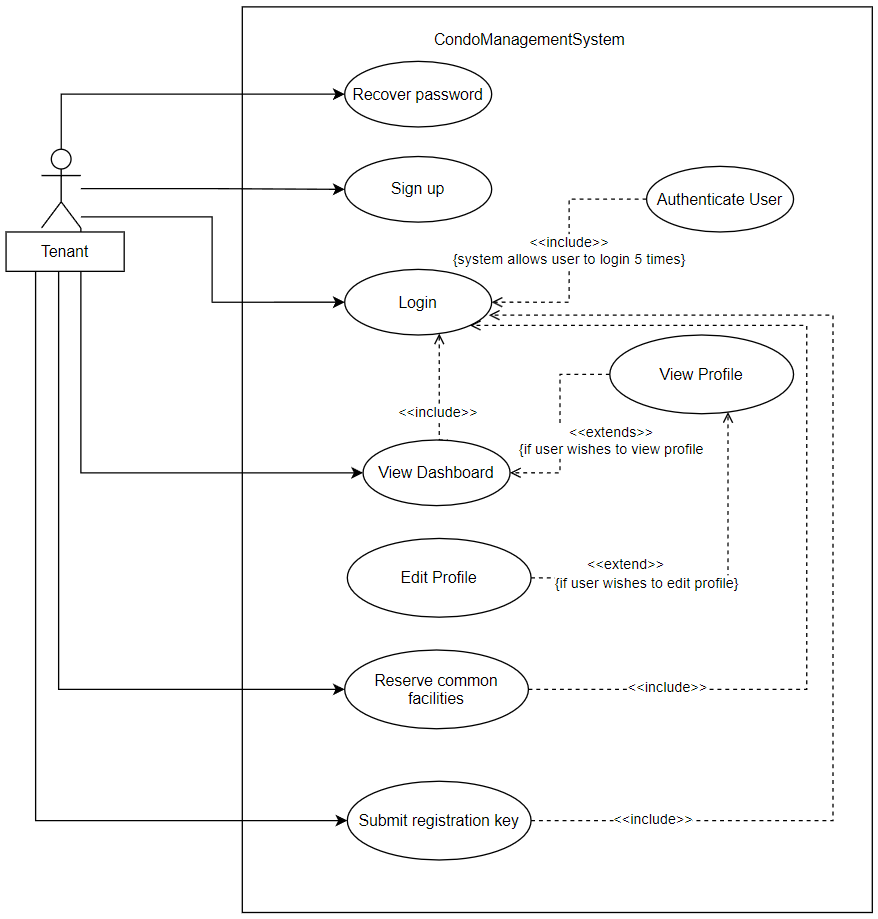 CondoManagementSystem
Recover password
Sign up
Authenticate User
Tenant
<<include>>
{system allows user to login 5 times}
Login
View Profile
<<include>>
<<extends>>
{if user wishes to view profile
View Dashboard
<<extend>>
{if user wishes to edit profile}
Edit Profile
Reserve common
facilities
<<include>>
Submit registration key
<<include>>